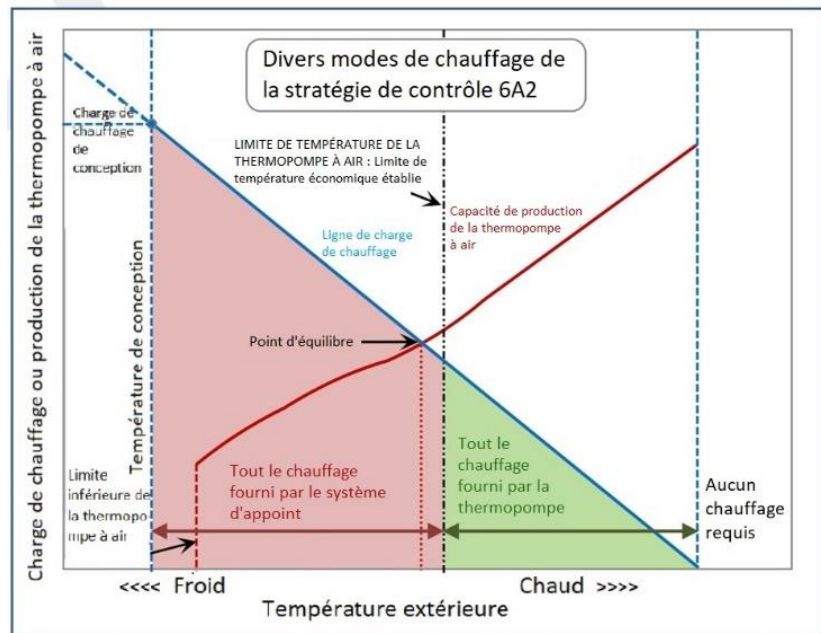 Divers modes de chauffage de
la stratégie de contrôle 6A2
Charge de chauffage ou production de la thermopompe à air
Charge de
chauffage
de
conception
LIMITE DE TEMPÉRATURE DE LA
THERMOPOMPE À AIR : Limite de
température économique établie
Capacité de production
de la thermopompe
à air
Ligne de charge
de chauffage
Température de conception
Point d'équilibre
Limite
inférieure de
la thermopo
mpe à air
Tout le chauffage
fourni par le système
d'appoint
Tout le
chauffage
fourni par la
thermopompe
Aucun
chauffage
requis
<<<< Froid
Chaud >>>>
Température extérieure